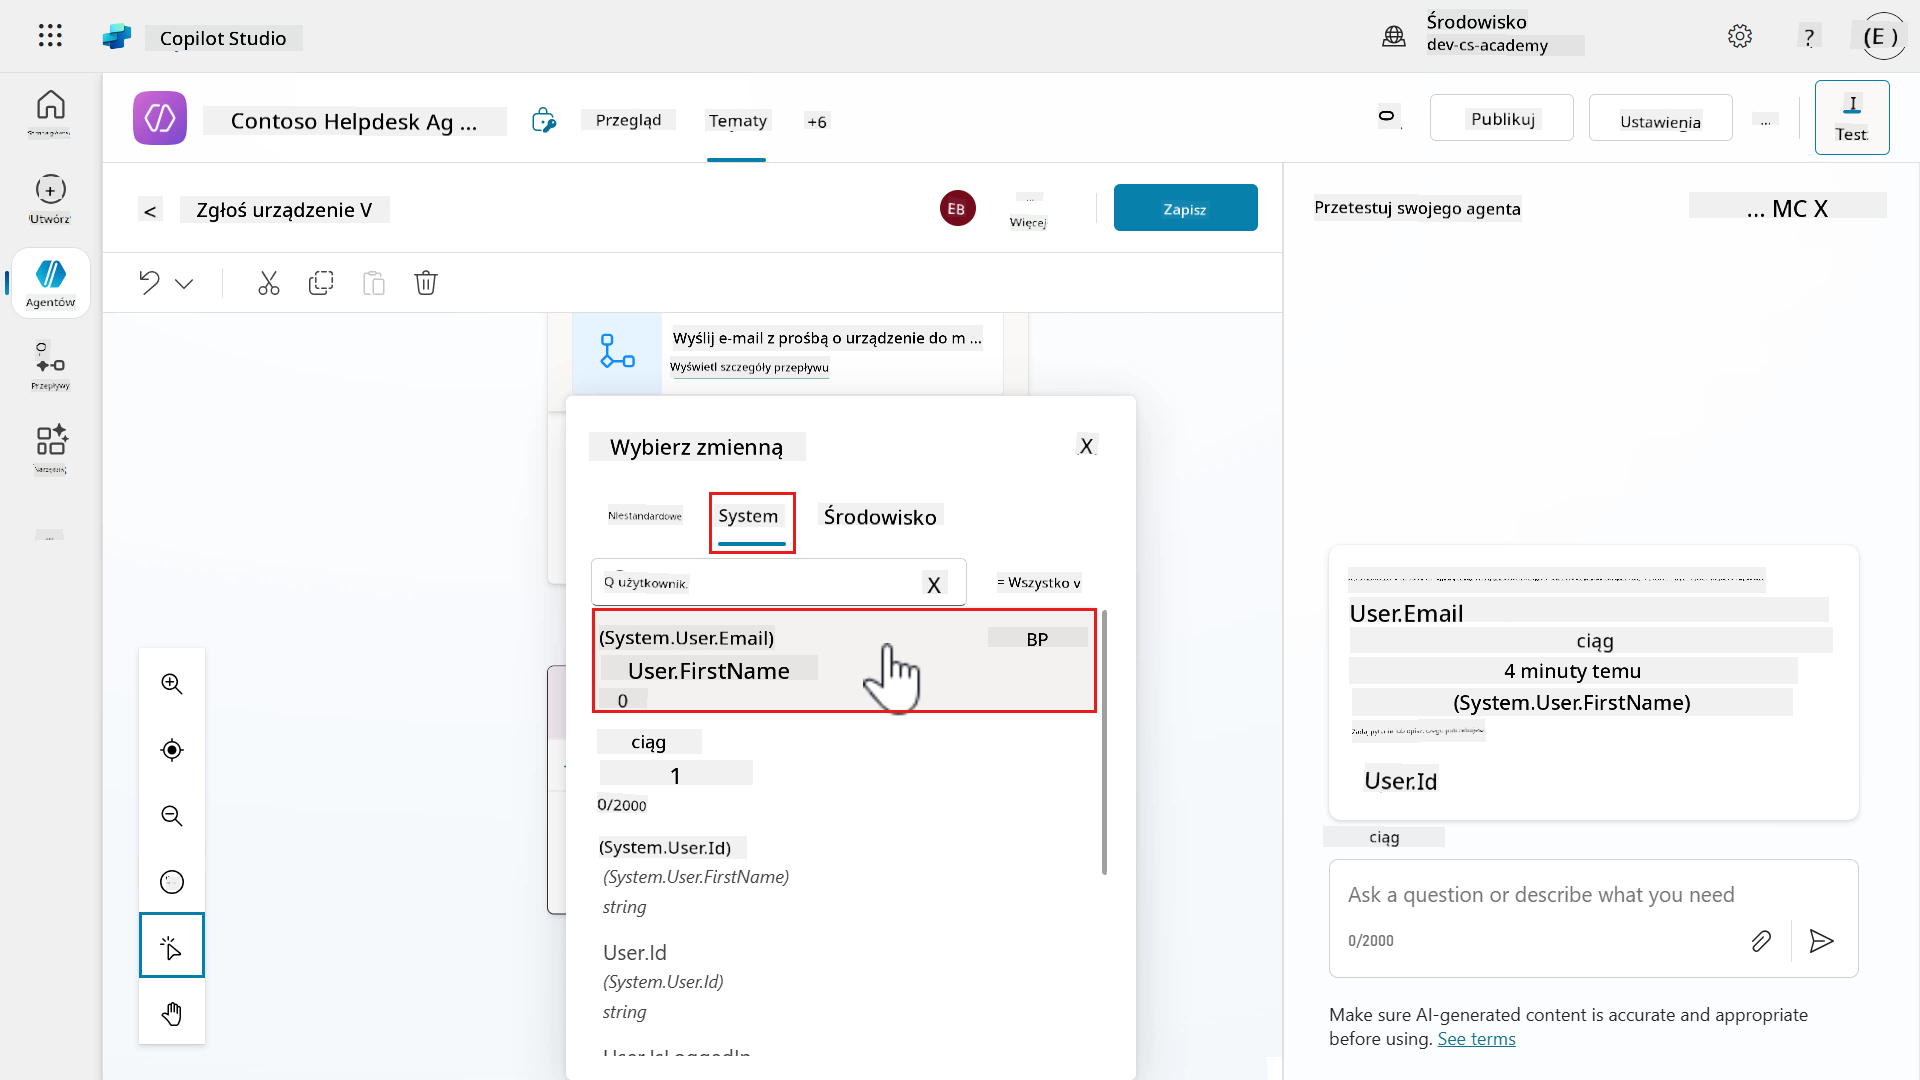 Copilot Studio
Środowisko
dev-cs-academy
?
(E )
Contoso Helpdesk Ag ...
Przegląd
Tematy
+6
Publikuj
Ustawienia
...
I
Test
Utwórz
Agentów
Przepływy
...
<
Zgłoś urządzenie V
EB
...
Więcej
Zapisz
Przetestuj swojego agenta
... MC X
Wyślij e-mail z prośbą o urządzenie do m ...
Wyświetl szczegóły przepływu
Wybierz zmienną
X
Niestandardowe
System
Środowisko
Q użytkownik.
X
= Wszystko v
(System.User.Email)
BP
User.FirstName
0
ciąg
1
0/2000
(System.User.Id)
(System.User.FirstName)
string
User.Id
(System.User.Id)
string
User.IsLoggedIn
User.Email
ciąg
4 minuty temu
(System.User.FirstName)
User.Id
ciąg
Ask a question or describe what you need
0/2000
Make sure AI-generated content is accurate and appropriate
before using. See terms